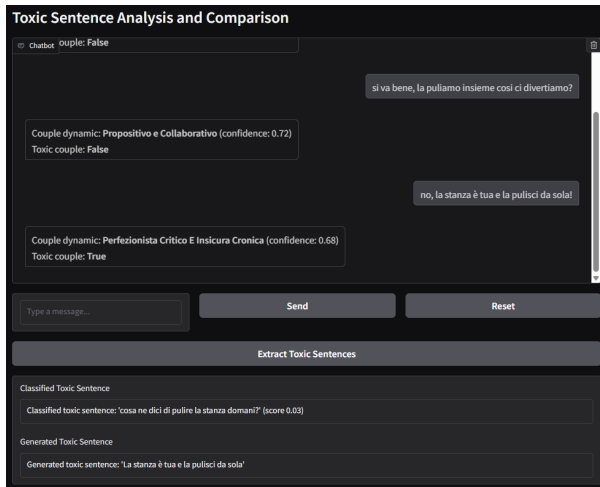 Toxic Sentence Analysis and Comparison
Chatbot
ouple: False
si va bene, la puliamo insieme cosi ci divertiamo?
Couple dynamic: Propositivo e Collaborativo (confidence: 0.72)
Toxic couple: False
no, la stanza è tua e la pulisci da sola!
Couple dynamic: Perfezionista Critico E Insicura Cronica (confidence: 0.68)
Toxic couple: True
Type a message...
Send
Reset
Extract Toxic Sentences
Classified Toxic Sentence
Classified toxic sentence: 'cosa ne dici di pulire la stanza domani?' (score 0.03)
Generated Toxic Sentence
Generated toxic sentence: 'La stanza è tua e la pulisci da sola'